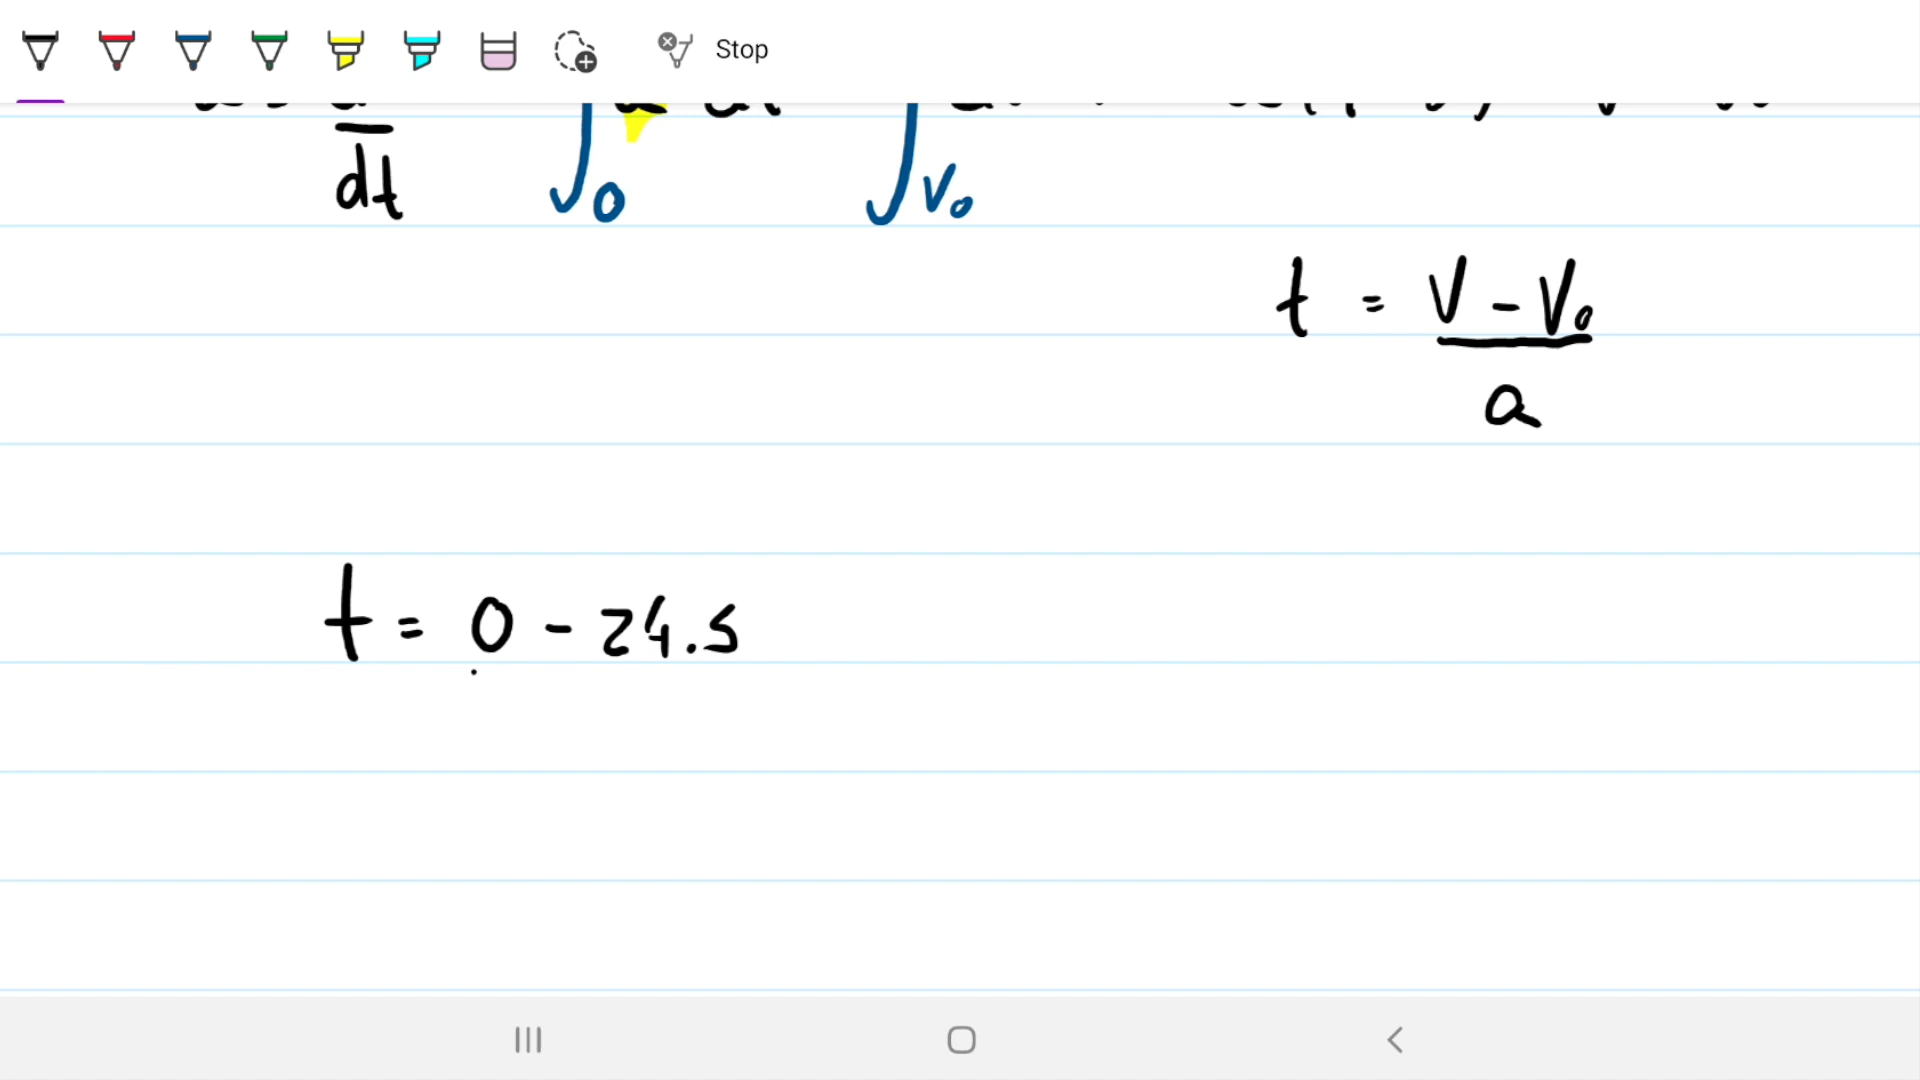 Stop
dt
0
V₀
t = V - V₀
a
t = 0 - 24.5